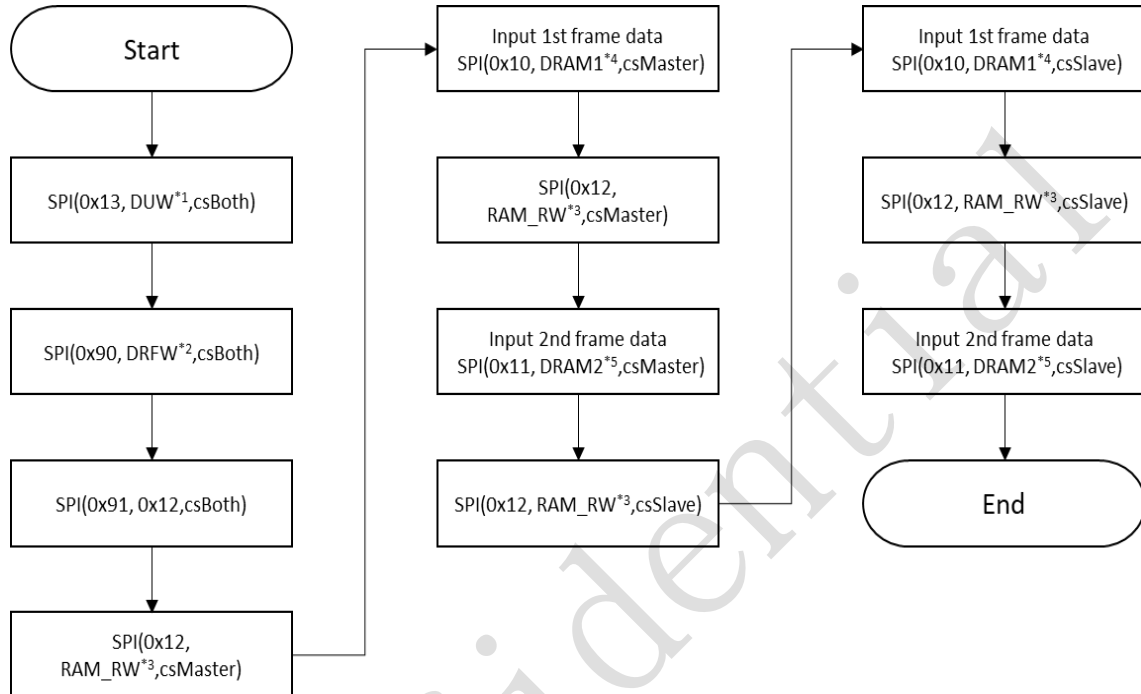 Start
SPI(0x13, DUW*1,csBoth)
SPI(0x90, DRFW*2,csBoth)
SPI(0x91, 0x12,csBoth)
SPI(0x12,
RAM_RW*3,csMaster)
Input 1st frame data
SPI(0x10, DRAM1*4,csMaster)
SPI(0x12,
RAM_RW*3,csMaster)
Input 2nd frame data
SPI(0x11, DRAM2*5,csMaster)
SPI(0x12, RAM_RW*3,csSlave)
Input 1st frame data
SPI(0x10, DRAM1*4,csSlave)
SPI(0x12, RAM_RW*3,csSlave)
Input 2nd frame data
SPI(0x11, DRAM2*5,csSlave)
End
fidential